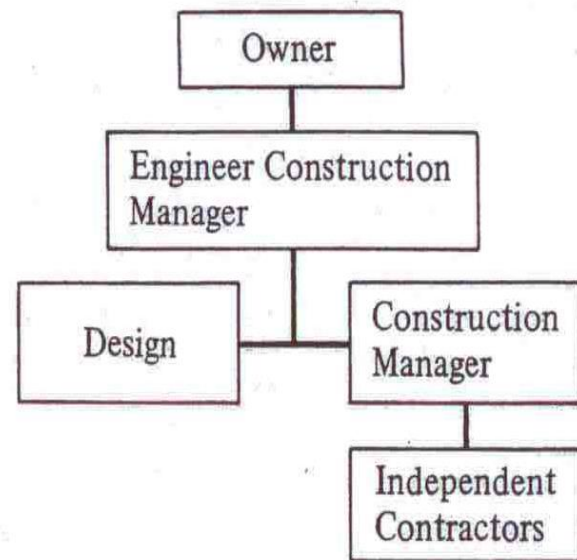 Owner
Engineer Construction
Manager
Design
Construction
Manager
Independent
Contractors